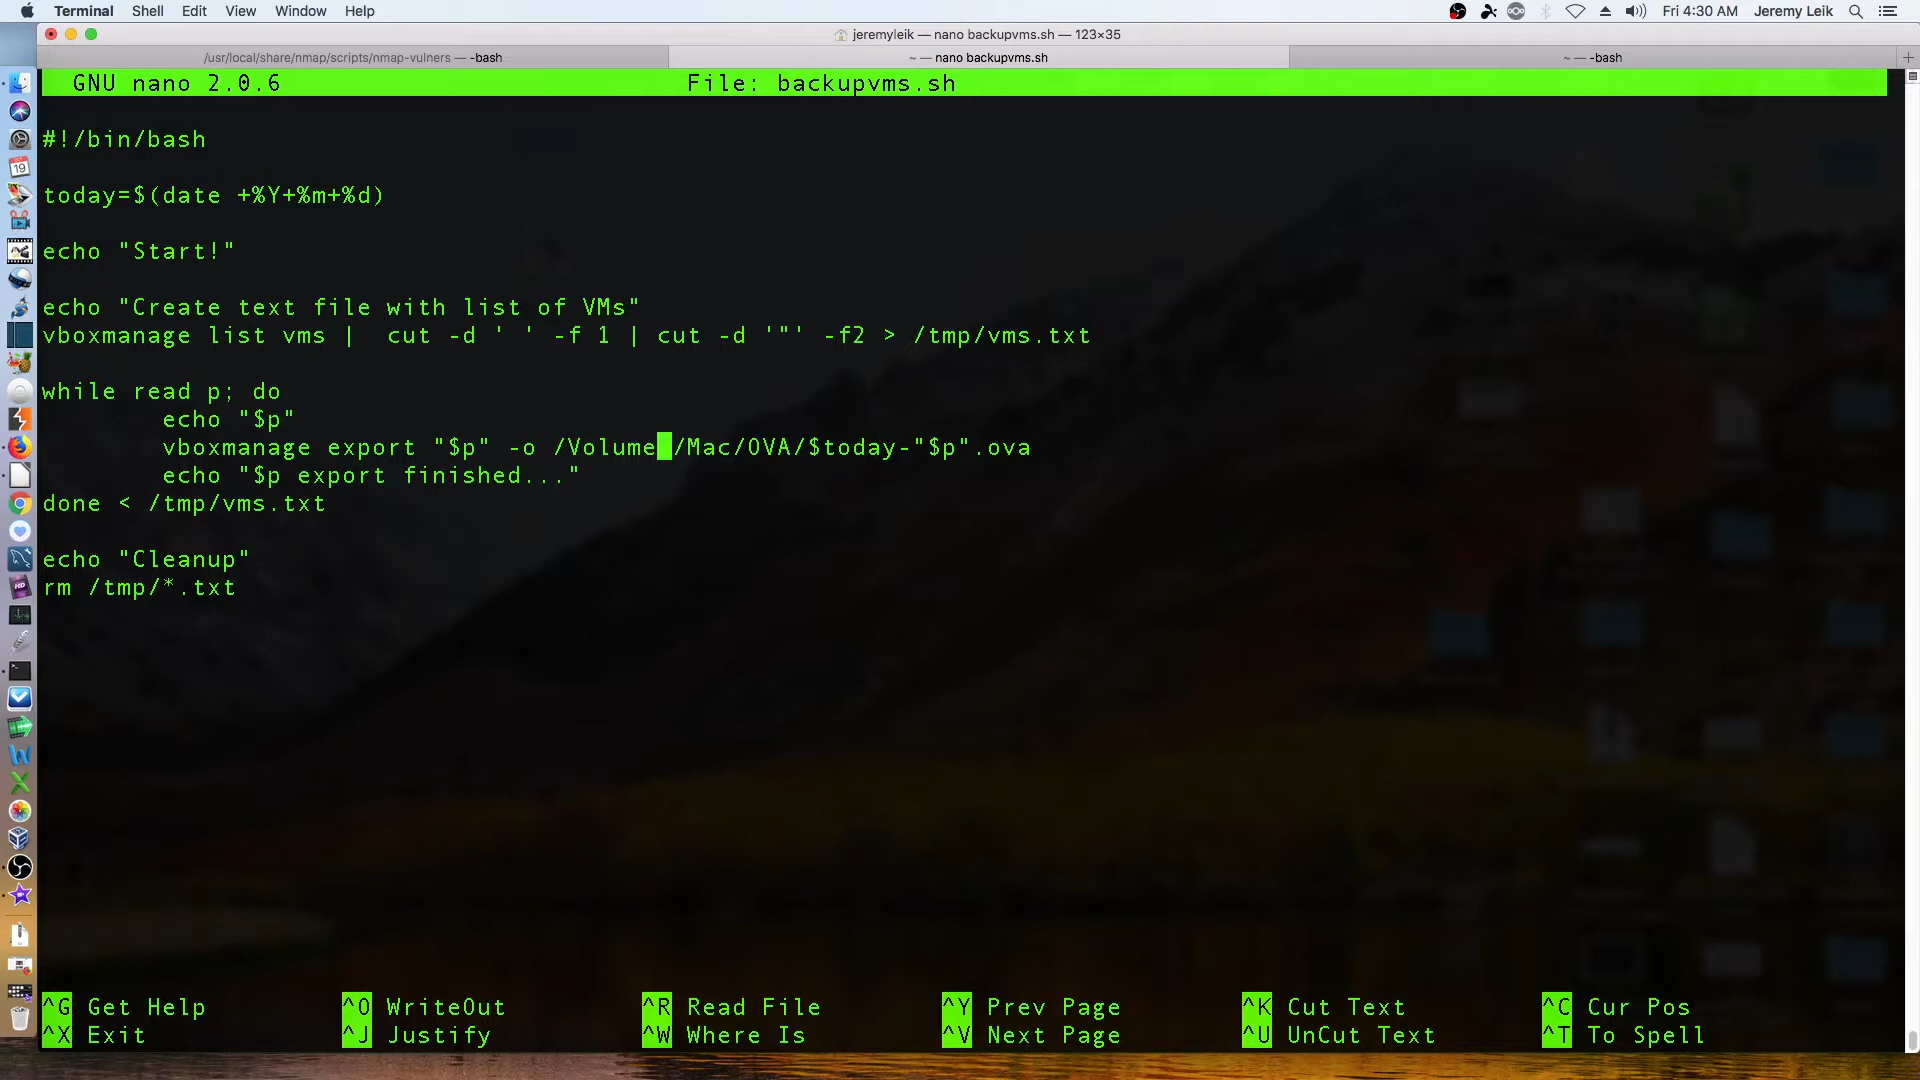 Terminal Shell Edit View Window Help Fri 4:30 AM Jeremy Leik
jeremyleik — nano backupvms.sh — 123×35
/usr/local/share/nmap/scripts/nmap-vulners — -bash ~ — nano backupvms.sh ~ — -bash
GNU nano 2.0.6 File: backupvms.sh
#!/bin/bash
today=$(date +%Y+%m+%d)
echo "Start!"
echo "Create text file with list of VMs"
vboxmanage list vms |  cut -d ' ' -f 1 | cut -d '"' -f2 > /tmp/vms.txt
while read p; do
echo "$p"
vboxmanage export "$p" -o /Volume /Mac/OVA/$today-"$p".ova
echo "$p export finished..."
done < /tmp/vms.txt
echo "Cleanup"
rm /tmp/*.txt
^G Get Help ^O WriteOut ^R Read File ^Y Prev Page ^K Cut Text ^C Cur Pos
^X Exit ^J Justify ^W Where Is ^V Next Page ^U UnCut Text ^T To Spell